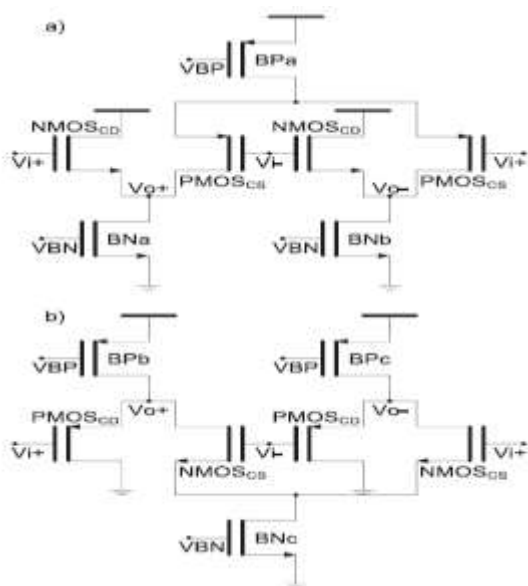 a)
VBP BPa
NMOSCD NMOSCD
Vi+ Vo+ PMOSCS Vi- Vo- PMOSCS Vi+
VBN BNa VBN BNb
b)
VBP BPb VBP BPc
PMOSCD Vo+ PMOSCD Vo-
Vi+ NMOSCS Vi- NMOSCS Vi+
VBN BNc